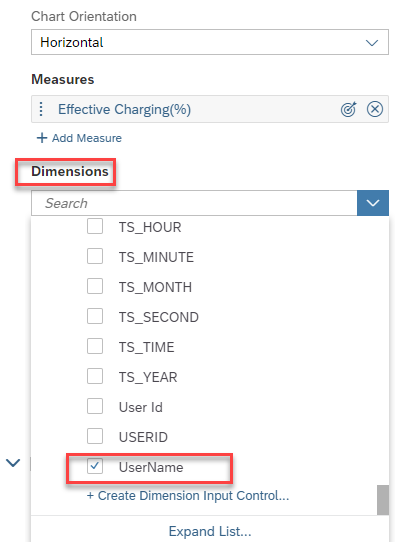 Chart Orientation
Horizontal
Measures
Effective Charging(%)
+ Add Measure
Dimensions
Search
TS_HOUR
TS_MINUTE
TS_MONTH
TS_SECOND
TS_TIME
TS_YEAR
User Id
USERID
UserName
+ Create Dimension Input Control...
Expand List...